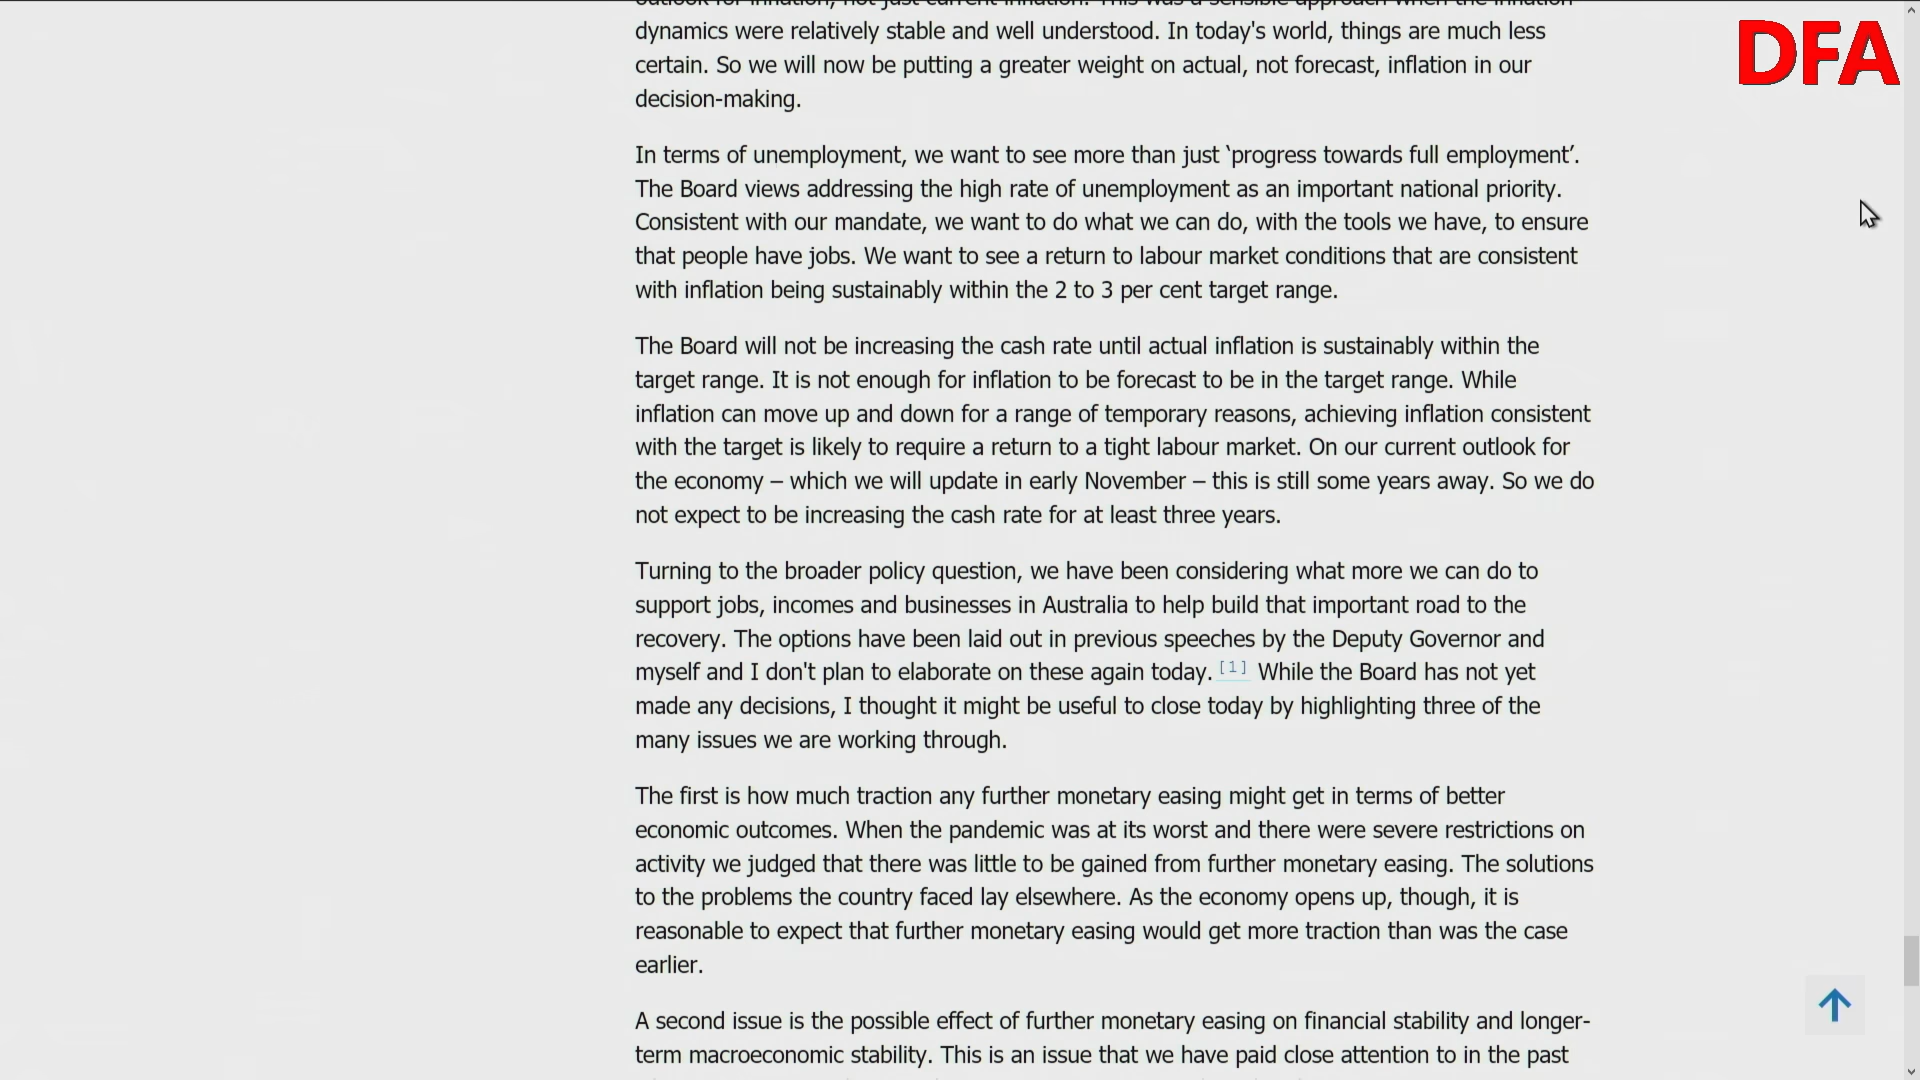 outlook for inflation, not just current inflation. This was a sensible approach when the inflation
dynamics were relatively stable and well understood. In today's world, things are much less
certain. So we will now be putting a greater weight on actual, not forecast, inflation in our
decision-making.
DFA
In terms of unemployment, we want to see more than just ‘progress towards full employment’.
The Board views addressing the high rate of unemployment as an important national priority.
Consistent with our mandate, we want to do what we can do, with the tools we have, to ensure
that people have jobs. We want to see a return to labour market conditions that are consistent
with inflation being sustainably within the 2 to 3 per cent target range.
The Board will not be increasing the cash rate until actual inflation is sustainably within the
target range. It is not enough for inflation to be forecast to be in the target range. While
inflation can move up and down for a range of temporary reasons, achieving inflation consistent
with the target is likely to require a return to a tight labour market. On our current outlook for
the economy – which we will update in early November – this is still some years away. So we do
not expect to be increasing the cash rate for at least three years.
Turning to the broader policy question, we have been considering what more we can do to
support jobs, incomes and businesses in Australia to help build that important road to the
recovery. The options have been laid out in previous speeches by the Deputy Governor and
myself and I don't plan to elaborate on these again today. [1] While the Board has not yet
made any decisions, I thought it might be useful to close today by highlighting three of the
many issues we are working through.
The first is how much traction any further monetary easing might get in terms of better
economic outcomes. When the pandemic was at its worst and there were severe restrictions on
activity we judged that there was little to be gained from further monetary easing. The solutions
to the problems the country faced lay elsewhere. As the economy opens up, though, it is
reasonable to expect that further monetary easing would get more traction than was the case
earlier.
A second issue is the possible effect of further monetary easing on financial stability and longer-
term macroeconomic stability. This is an issue that we have paid close attention to in the past